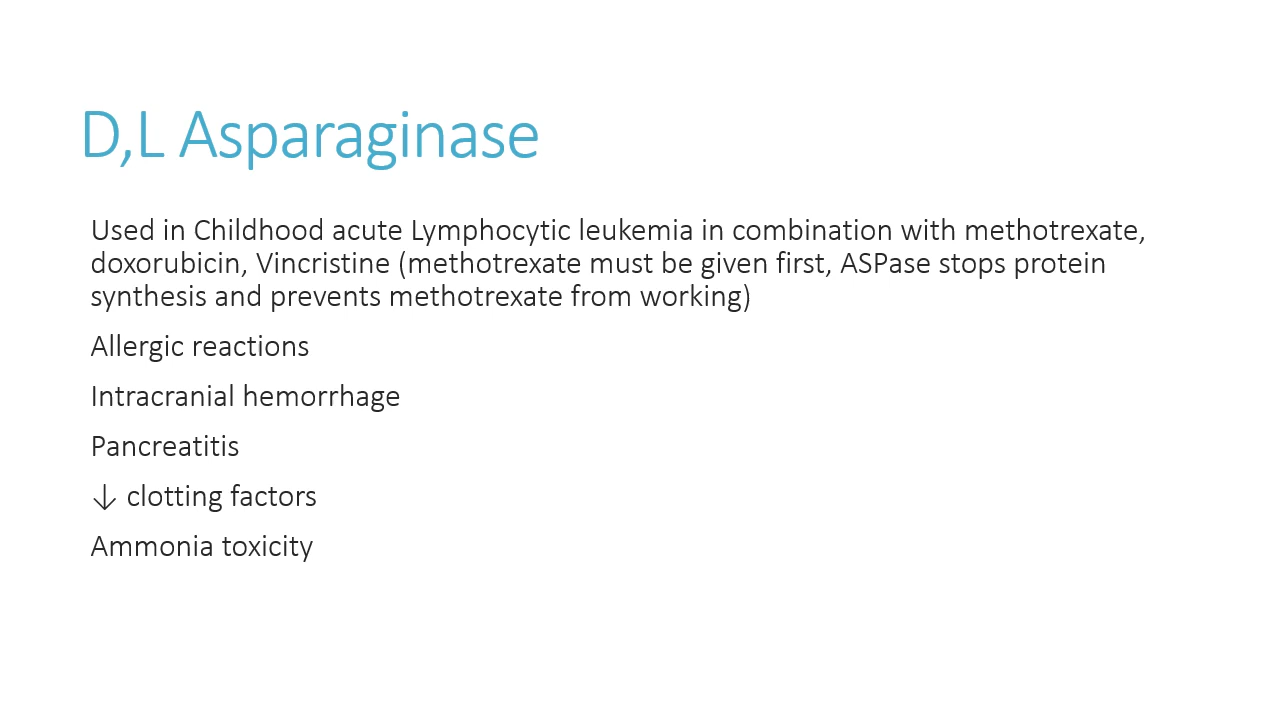 D,L Asparaginase
Used in Childhood acute Lymphocytic leukemia in combination with methotrexate,
doxorubicin, Vincristine (methotrexate must be given first, ASPase stops protein
synthesis and prevents methotrexate from working)
Allergic reactions
Intracranial hemorrhage
Pancreatitis
↓ clotting factors
Ammonia toxicity